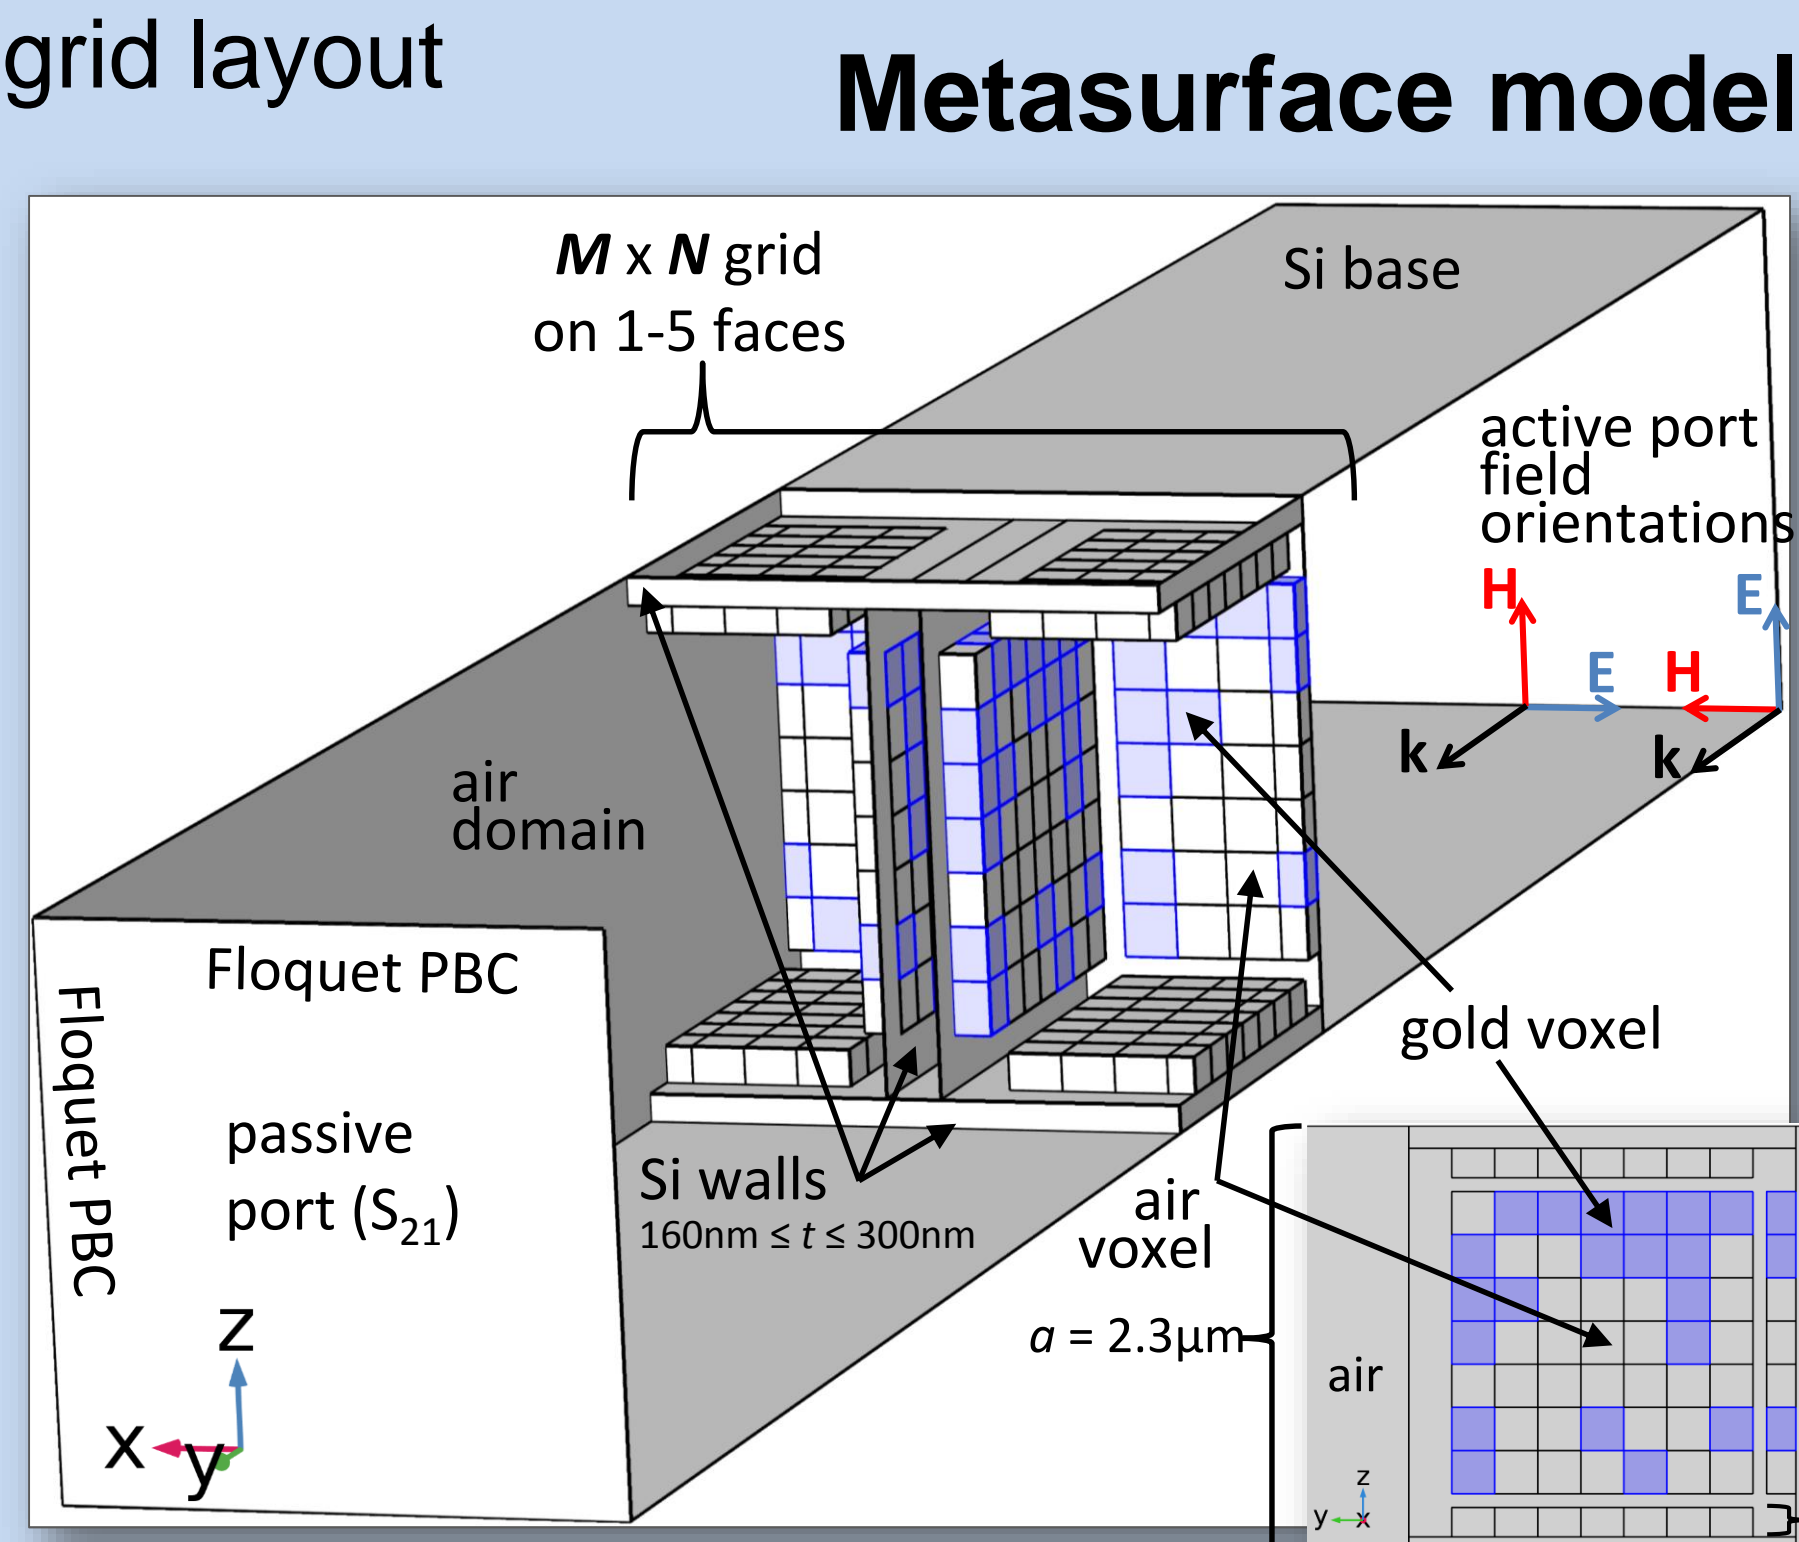 grid layout
Metasurface model
M x N grid
on 1-5 faces
Si base
active port
field
orientations
H
E
E
H
k
k
air
domain
Floquet PBC
Floquet PBC
gold voxel
passive
port (S21)
Si walls
160nm ≤ t ≤ 300nm
air
voxel
a = 2.3μm
air
z
x
y
z
y
x